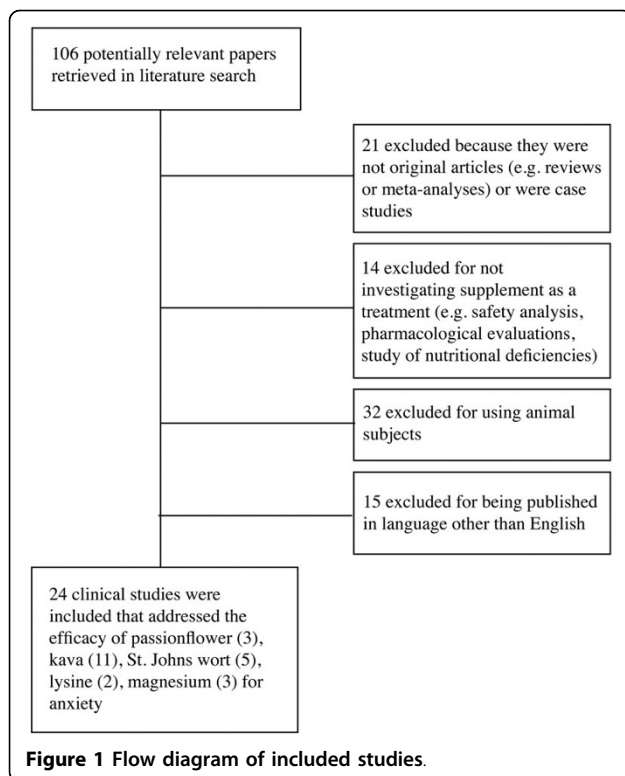 106 potentially relevant papers
retrieved in literature search
21 excluded because they were
not original articles (e.g. reviews
or meta-analyses) or were case
studies
14 excluded for not
investigating supplement as a
treatment (e.g. safety analysis,
pharmacological evaluations,
study of nutritional deficiencies)
32 excluded for using animal
subjects
15 excluded for being published
in language other than English
24 clinical studies were
included that addressed the
efficacy of passionflower (3),
kava (11), St. Johns wort (5),
lysine (2), magnesium (3) for
anxiety
Figure 1 Flow diagram of included studies.